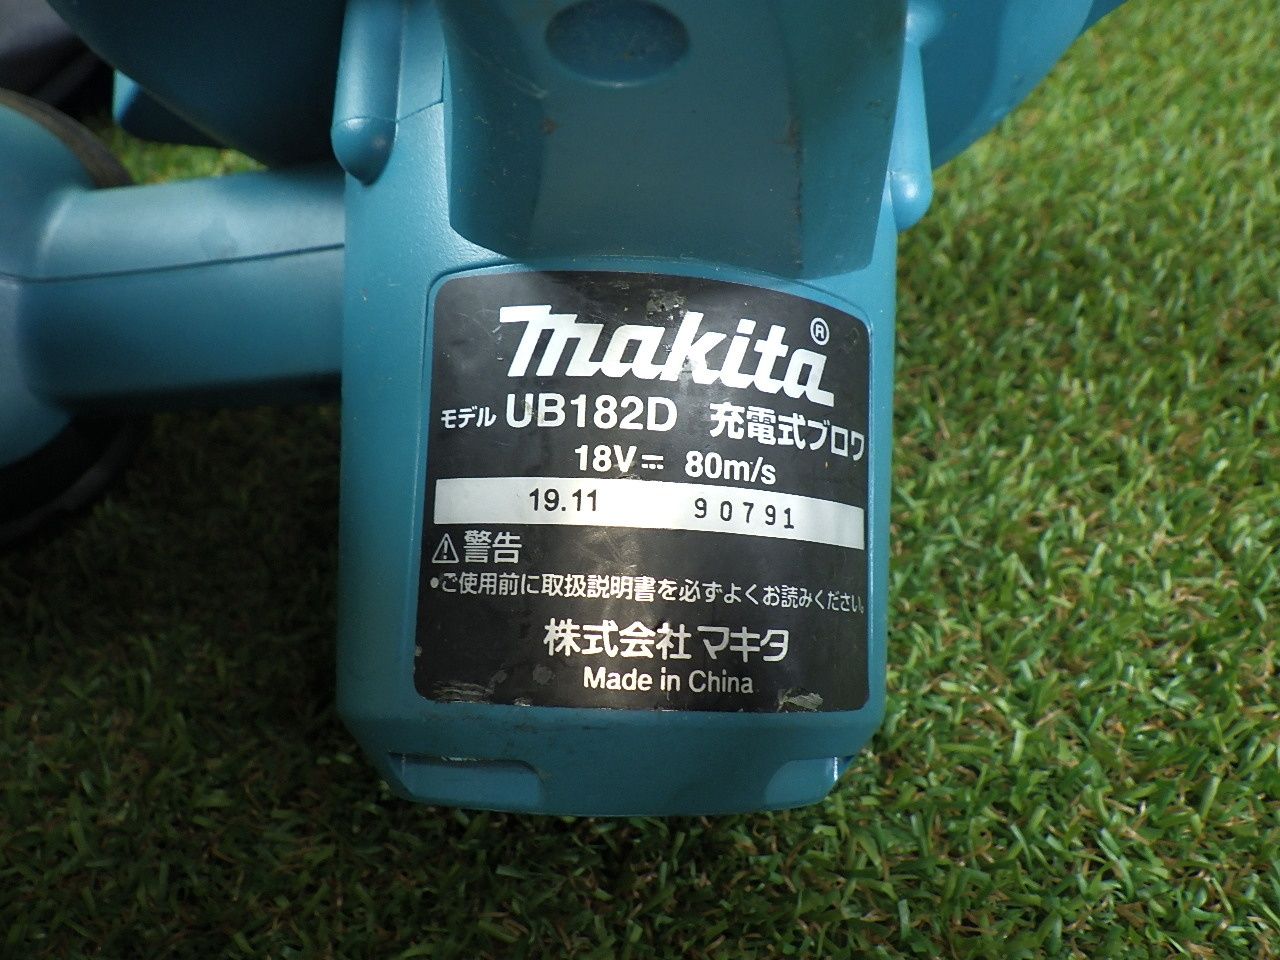 makita®
モデル UB182D 充電式ブロワ
18V⎓ 80m/s
19.11 90791
⚠警告
•ご使用前に取扱説明書を必ずよくお読みください。
株式会社マキタ
Made in China